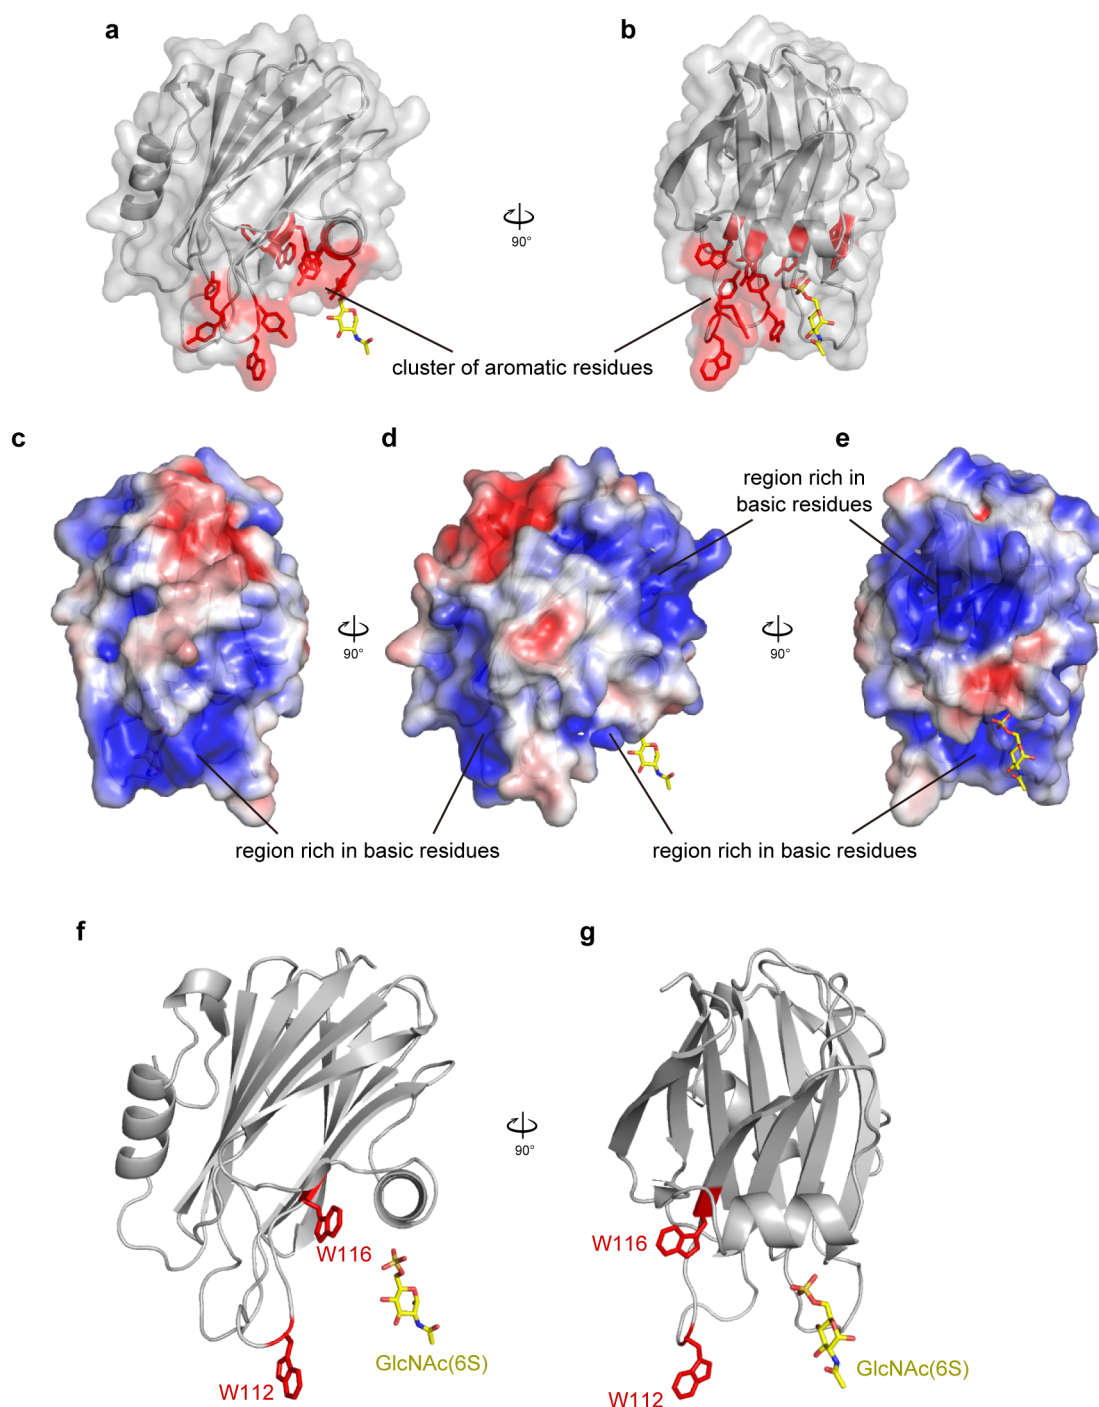 a
b
90°
cluster of aromatic residues
c
d
e
region rich in
basic residues
90°
90°
region rich in basic residues
region rich in basic residues
f
g
90°
W116
W116
GlcNAc(6S)
GlcNAc(6S)
W112
W112